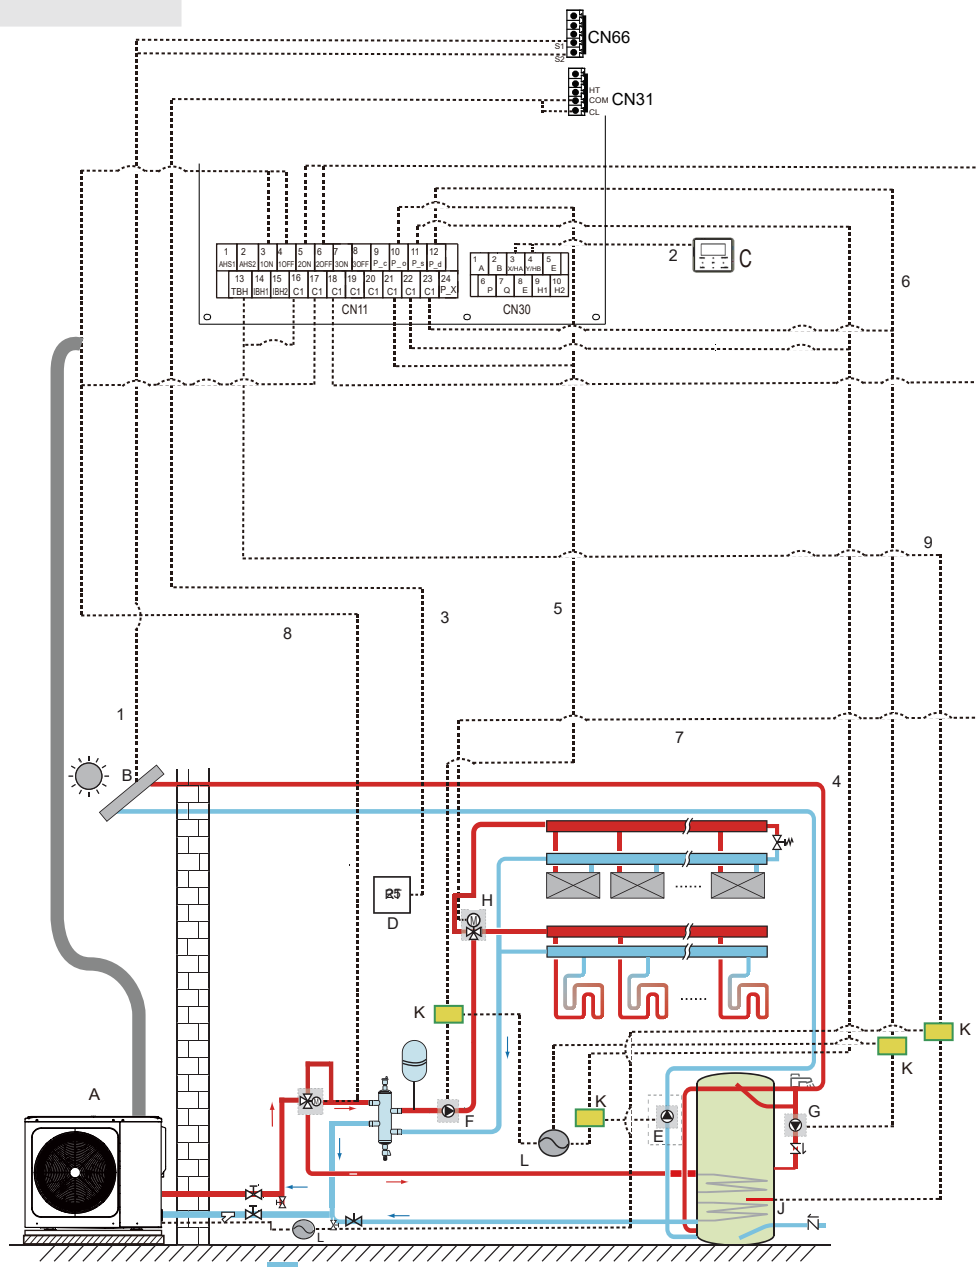 S1
CN66
S2
HT
COM
CN31
CL
1 2 3 4 5 6 7 8 9 10 11 12
AHS1 AHS2 1ON 1OFF 2ON 2OFF 3ON 3OFF P_c P_o P_s P_d
13 14 15 16 17 18 19 20 21 22 23 24
TBH IBH1 IBH2 C1 C1 C1 C1 C1 C1 C1 C1 P_X
CN11
1 2 3 4 5
A B X/HA Y/HB E
6 7 8 9 10
P Q E H1 H2
CN30
2
C
6
9
3
5
8
1
7
B
4
D
H
M
K
K
K
A
M
F
K
E
G
L
J
L